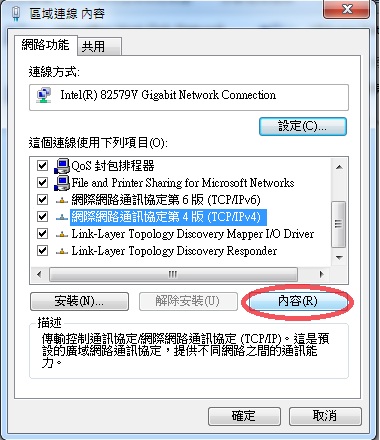 區域連線 內容
網路功能
共用
連線方式:
Intel(R) 82579V Gigabit Network Connection
設定(C)...
這個連線使用下列項目(O):
QoS 封包排程器
File and Printer Sharing for Microsoft Networks
網際網路通訊協定第 6 版 (TCP/IPv6)
網際網路通訊協定第 4 版 (TCP/IPv4)
Link-Layer Topology Discovery Mapper I/O Driver
Link-Layer Topology Discovery Responder
安裝(N)...
解除安裝(U)
內容(R)
描述
傳輸控制通訊協定/網際網路通訊協定 (TCP/IP)。這是預
設的廣域網路通訊協定，提供不同網路之間的通訊能
力。
確定
取消